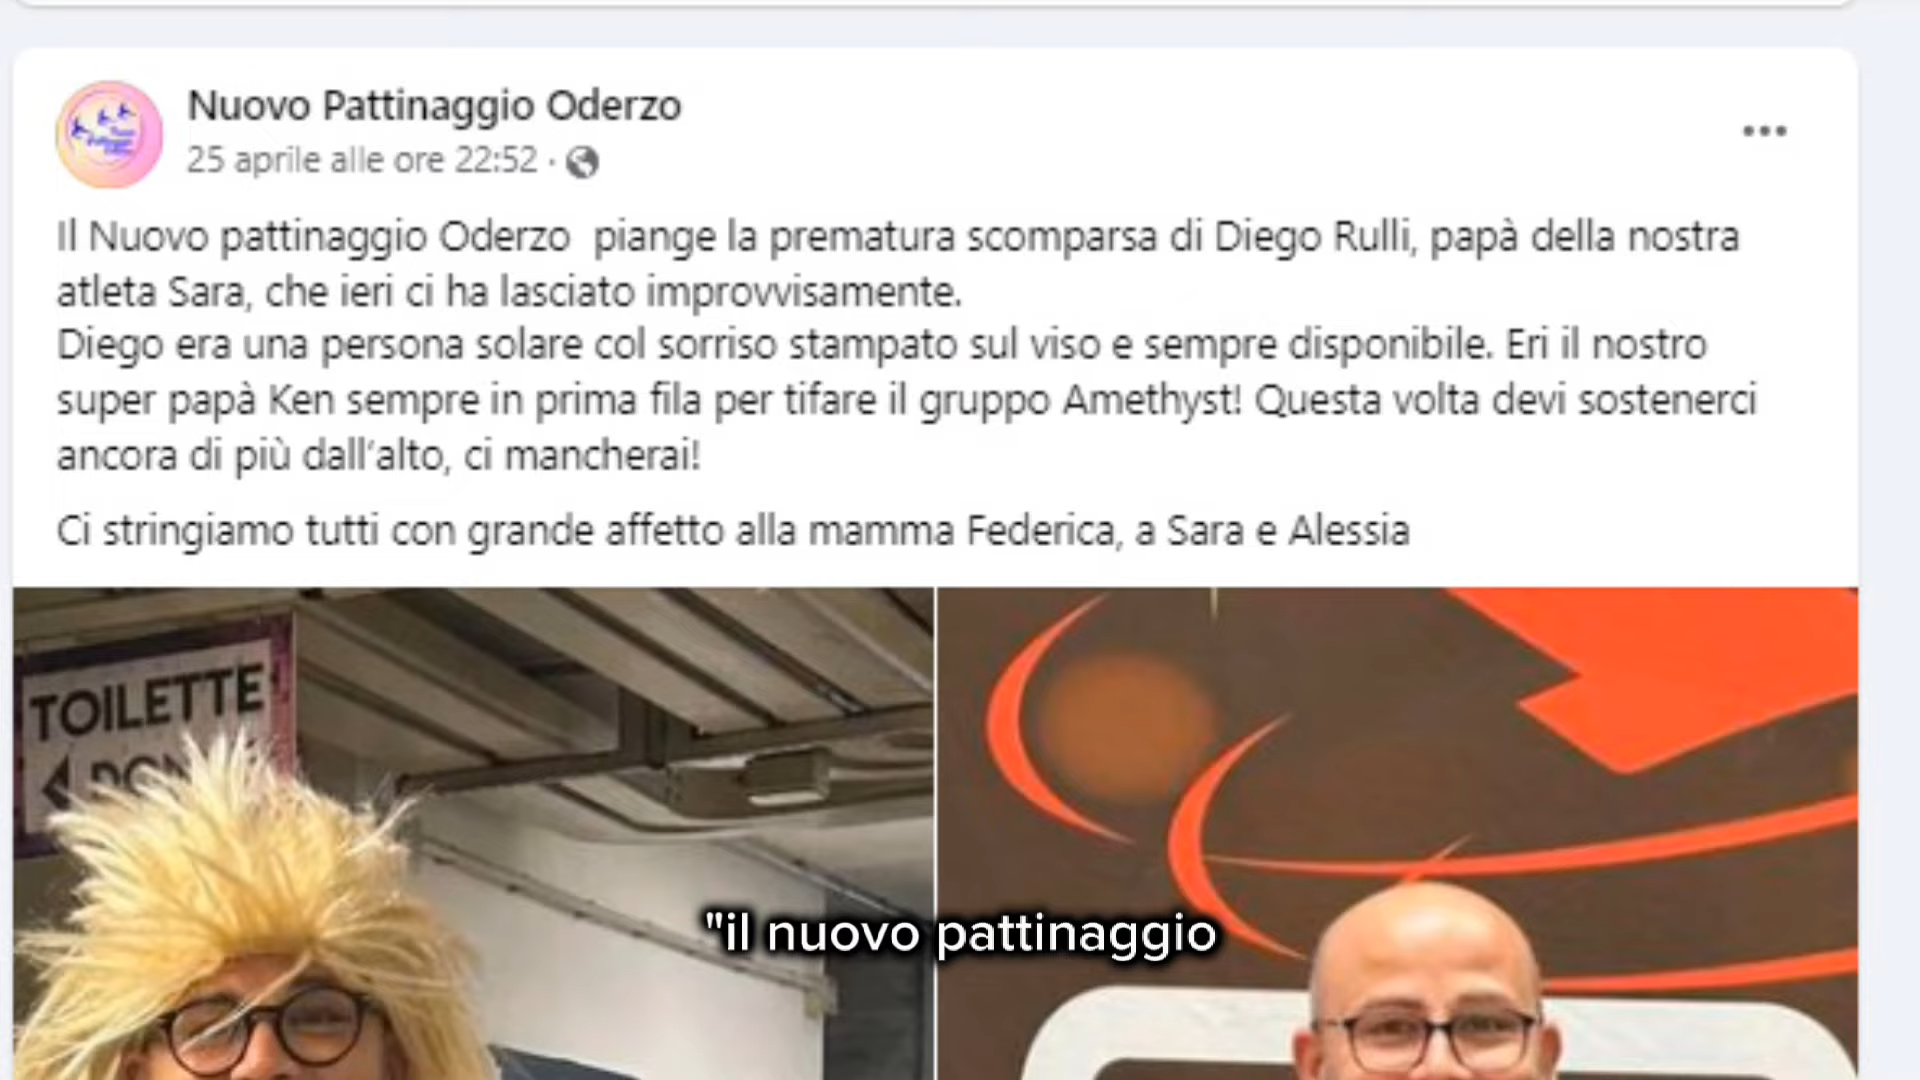 Nuovo Pattinaggio Oderzo
25 aprile alle ore 22:52 ·
Il Nuovo pattinaggio Oderzo  piange la prematura scomparsa di Diego Rulli, papà della nostra
atleta Sara, che ieri ci ha lasciato improvvisamente.
Diego era una persona solare col sorriso stampato sul viso e sempre disponibile. Eri il nostro
super papà Ken sempre in prima fila per tifare il gruppo Amethyst! Questa volta devi sostenerci
ancora di più dall'alto, ci mancherai!
Ci stringiamo tutti con grande affetto alla mamma Federica, a Sara e Alessia
TOILETTE
"il nuovo pattinaggio